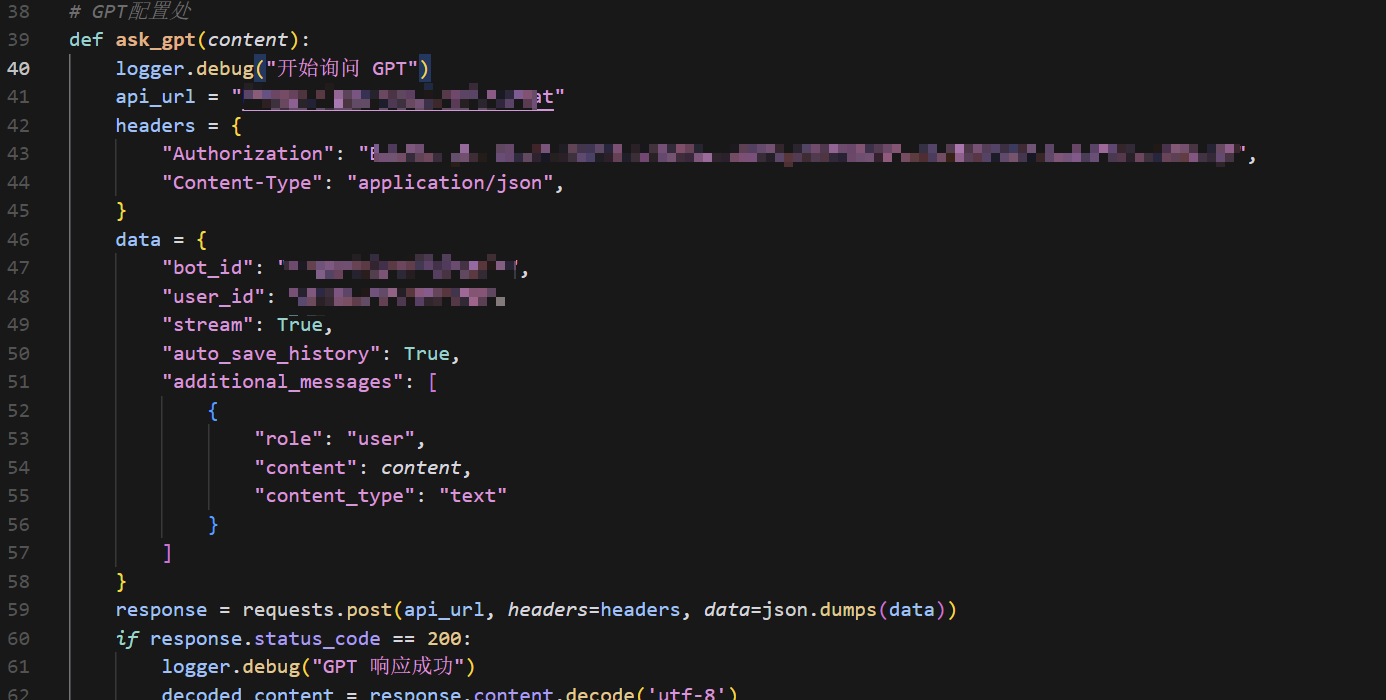 38 # GPT配置处
39 def ask_gpt(content):
40 logger.debug("开始询问 GPT")
41 api_url = "at"
42 headers = {
43 "Authorization": "",
44 "Content-Type": "application/json",
45 }
46 data = {
47 "bot_id": '',
48 "user_id":
49 "stream": True,
50 "auto_save_history": True,
51 "additional_messages": [
52 {
53 "role": "user",
54 "content": content,
55 "content_type": "text"
56 }
57 ]
58 }
59 response = requests.post(api_url, headers=headers, data=json.dumps(data))
60 if response.status_code == 200:
61 logger.debug("GPT 响应成功")
62 decoded_content = response.content.decode('utf-8')